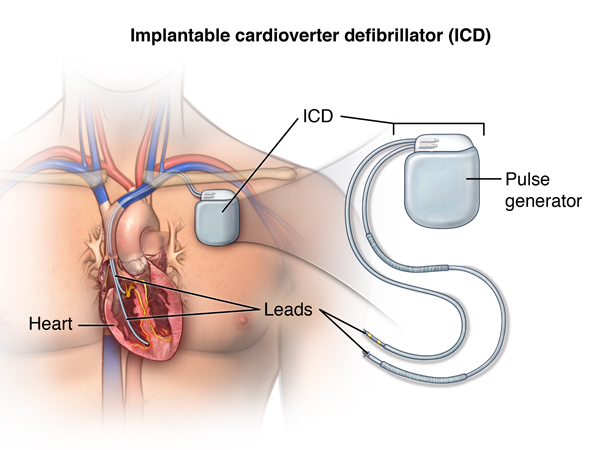 Implantable cardioverter defibrillator (ICD)
ICD
Pulse
generator
Leads
Heart